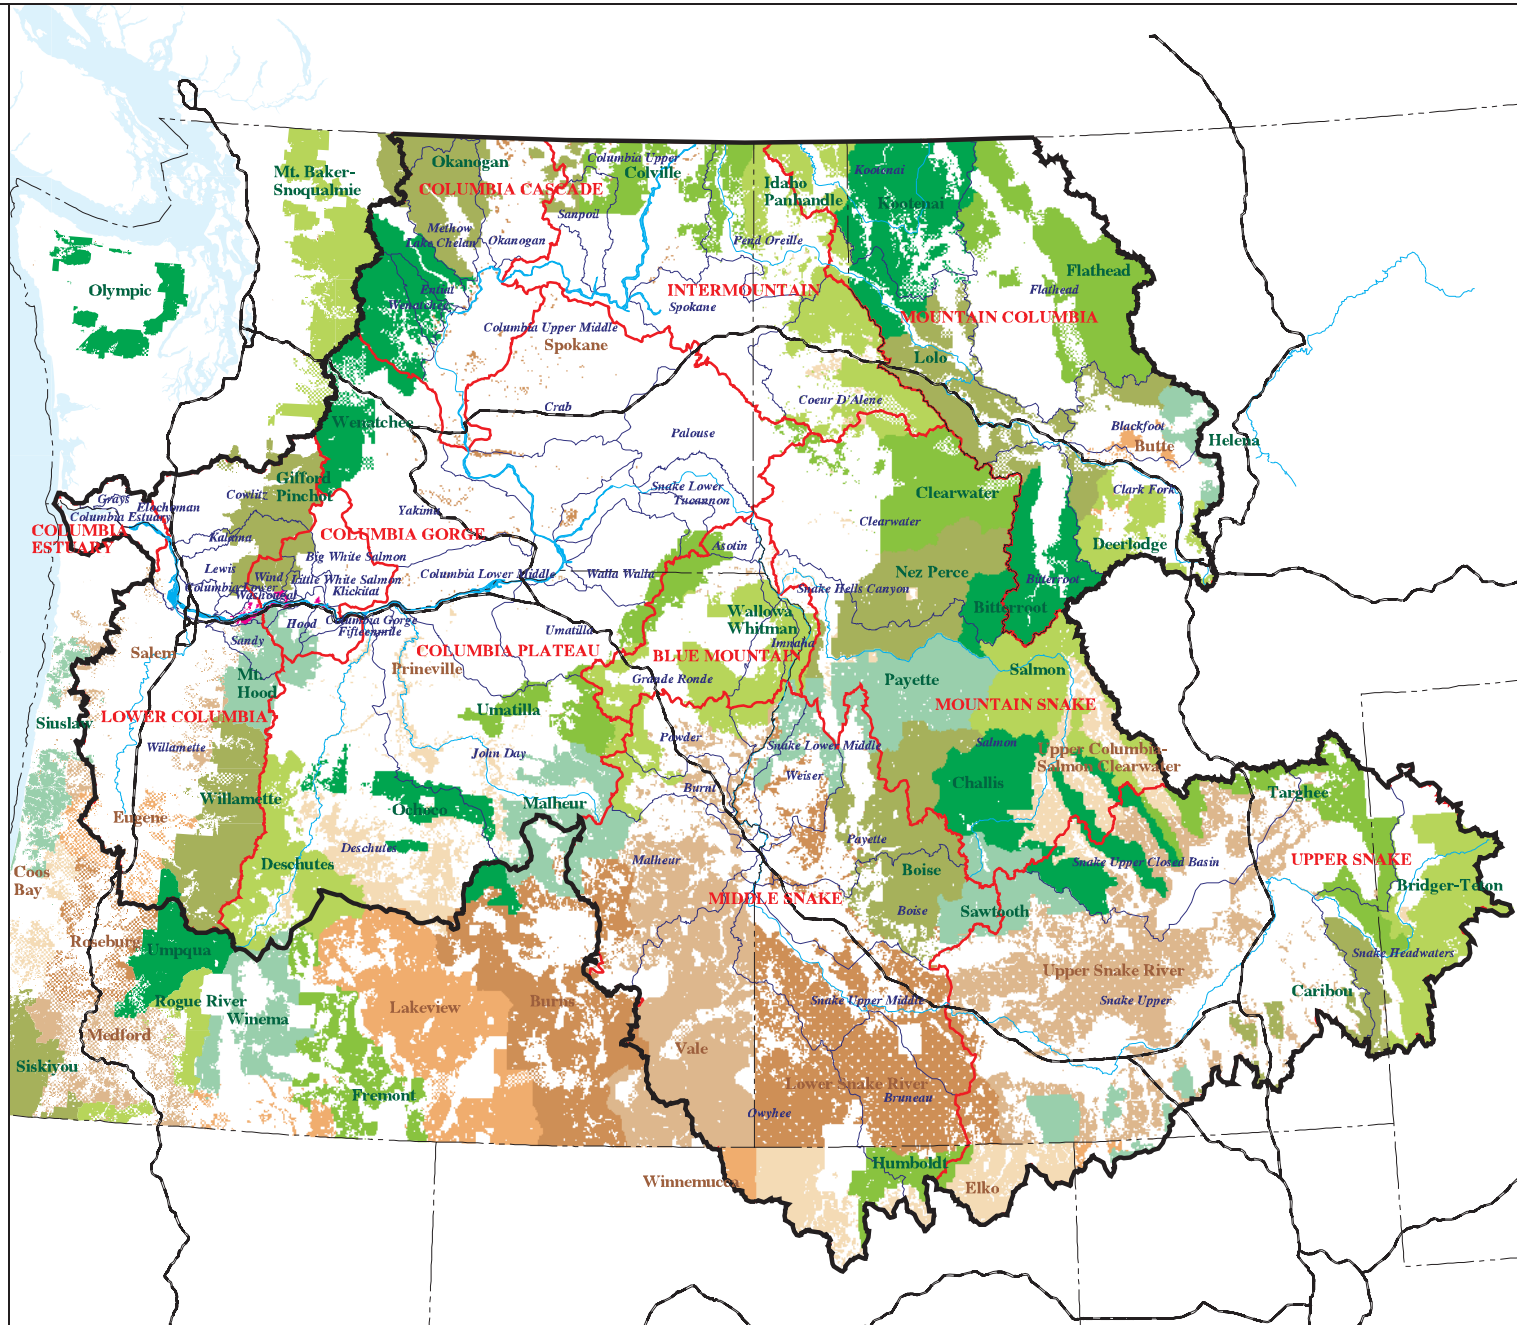 Okanogan
Columbia Upper
Colville
Mt. Baker-
Snoqualmie
COLUMBIA CASCADE
Idaho
Panhandle
Kootenai
Kootenai
Sanpoil
Methow
Lake Chelan
Okanogan
Pend Oreille
Olympic
Flathead
Flathead
Entiat
Wenatchee
INTERMOUNTAIN
Spokane
MOUNTAIN COLUMBIA
Columbia Upper Middle
Spokane
Lolo
Crab
Coeur D'Alene
Wenatchee
Palouse
Blackfoot
Butte
Helena
Gifford
Pinchot
Cowlitz
Snake Lower
Tucannon
Clearwater
Clark Fork
Grays
Elochoman
Columbia Estuary
COLUMBIA
ESTUARY
Yakima
Clearwater
Kalama
COLUMBIA GORGE
Asotin
Deerlodge
Big White Salmon
Lewis
Wind
Little White Salmon
Klickitat
Columbia Lower
Washougal
Columbia Lower Middle
Walla Walla
Nez Perce
Snake Hells Canyon
Bitterroot
Bitterroot
Wallowa
Whitman
Hood
Columbia Gorge
Fifteenmile
Umatilla
Imnaha
Sandy
Salem
COLUMBIA PLATEAU
BLUE MOUNTAIN
Prineville
Mt.
Hood
Grande Ronde
Payette
Salmon
Umatilla
MOUNTAIN SNAKE
Siuslaw
LOWER COLUMBIA
Willamette
Powder
Snake Lower Middle
Salmon
Upper Columbia-
Salmon Clearwater
John Day
Weiser
Burnt
Challis
Targhee
Willamette
Ochoco
Malheur
Eugene
Deschutes
Payette
Deschutes
Malheur
Boise
Snake Upper Closed Basin
UPPER SNAKE
Coos
Bay
Bridger-Teton
MIDDLE SNAKE
Boise
Sawtooth
Roseburg
Umpqua
Snake Headwaters
Upper Snake River
Rogue River
Winema
Lakeview
Burns
Snake Upper Middle
Snake Upper
Caribou
Medford
Vale
Siskiyou
Fremont
Lower Snake River
Bruneau
Owyhee
Humboldt
Winnemucca
Elko